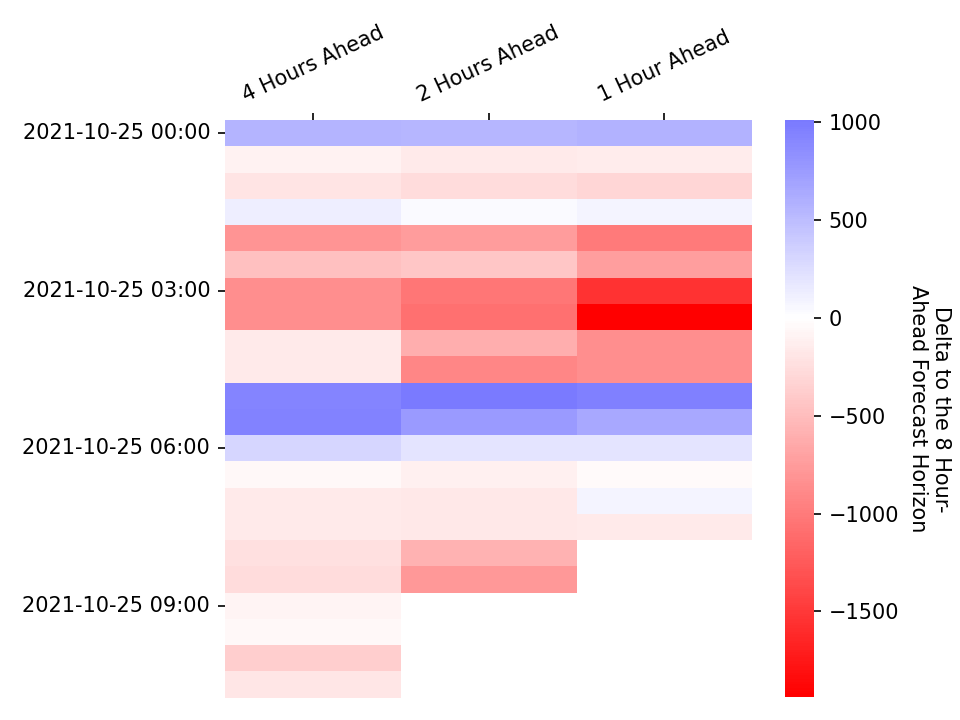 4 Hours Ahead
2 Hours Ahead
1 Hour Ahead
2021-10-25 00:00
2021-10-25 03:00
2021-10-25 06:00
2021-10-25 09:00
1000
500
0
−500
−1000
−1500
Delta to the 8 Hour-
Ahead Forecast Horizon